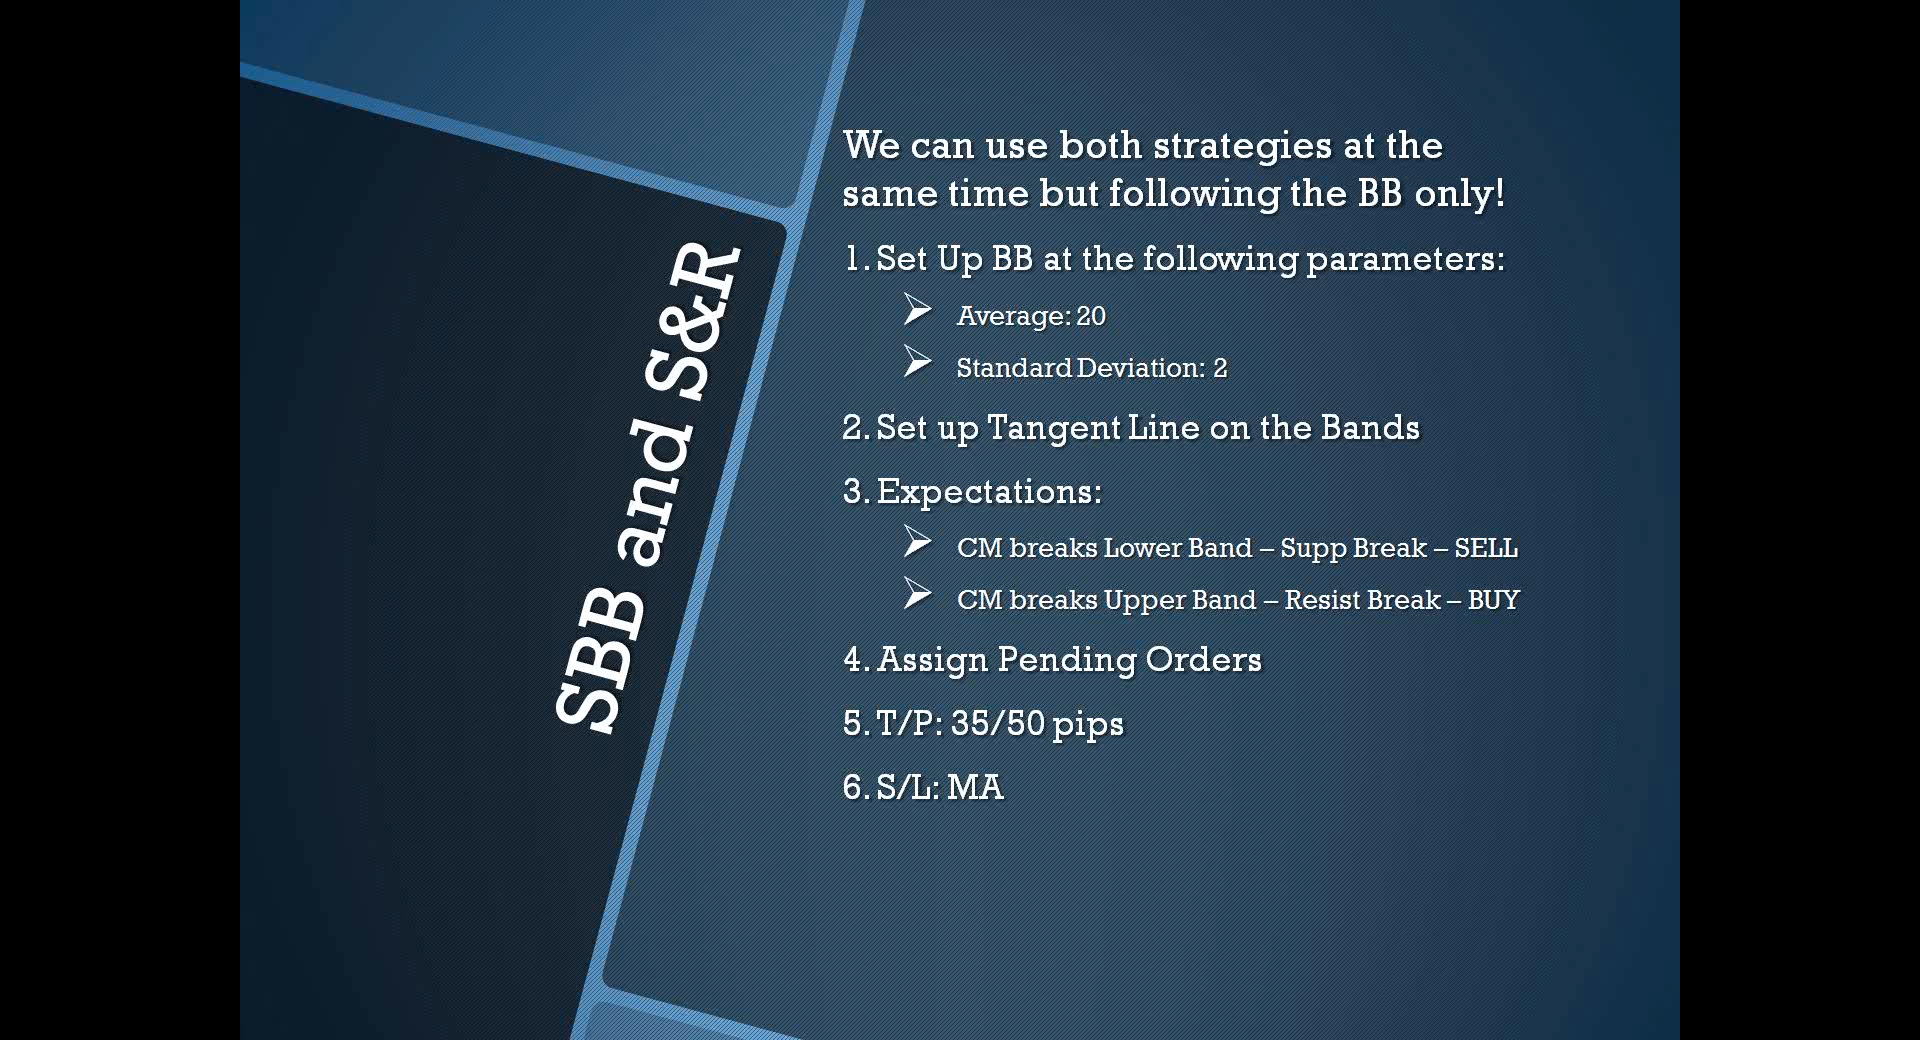 SBB and S&R
We can use both strategies at the
same time but following the BB only!
1. Set Up BB at the following parameters:
Average: 20
Standard Deviation: 2
2. Set up Tangent Line on the Bands
3. Expectations:
CM breaks Lower Band – Supp Break – SELL
CM breaks Upper Band – Resist Break – BUY
4. Assign Pending Orders
5. T/P: 35/50 pips
6. S/L: MA